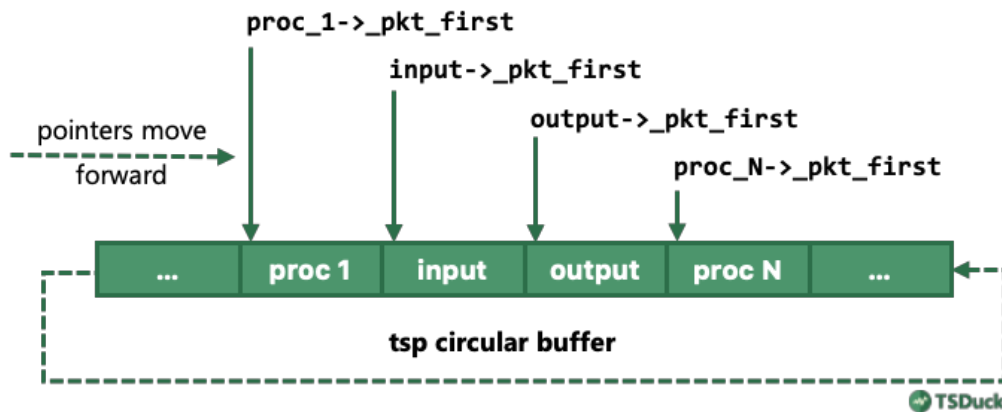 proc_1->_pkt_first
input->_pkt_first
output->_pkt_first
proc_N->_pkt_first
pointers move
forward
... proc 1 input output proc N ...
tsp circular buffer
TSDuck